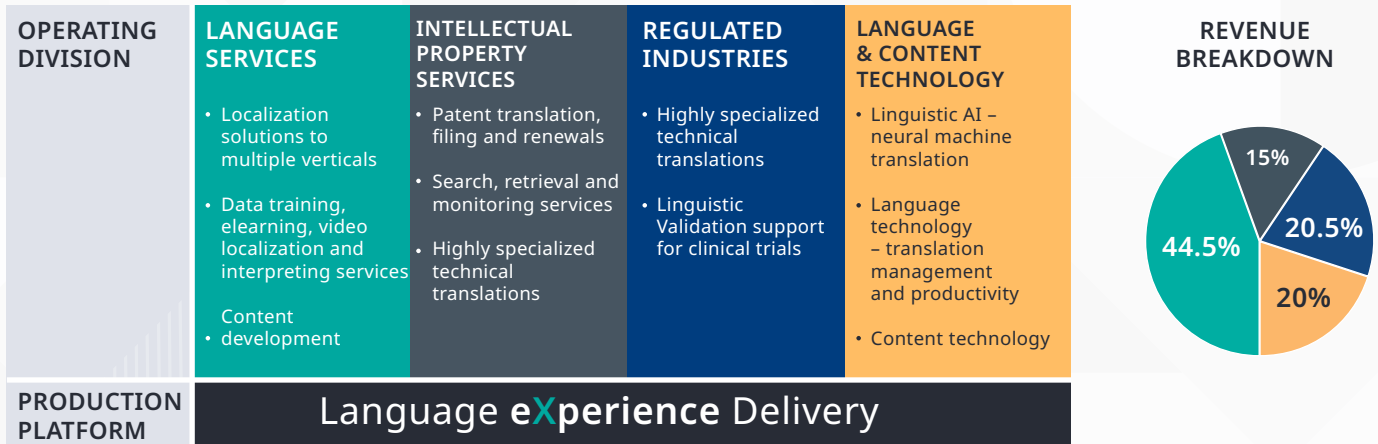 OPERATING
DIVISION
LANGUAGE
SERVICES
• Localization
solutions to
multiple verticals
• Data training,
elearning, video
localization and
interpreting services
Content
• development
INTELLECTUAL
PROPERTY
SERVICES
• Patent translation,
filing and renewals
• Search, retrieval and
monitoring services
• Highly specialized
technical
translations
REGULATED
INDUSTRIES
• Highly specialized
technical
translations
• Linguistic
Validation support
for clinical trials
LANGUAGE
& CONTENT
TECHNOLOGY
• Linguistic AI –
neural machine
translation
• Language
technology
– translation
management
and productivity
• Content technology
REVENUE
BREAKDOWN
15%
20.5%
44.5%
20%
PRODUCTION
PLATFORM
Language eXperience Delivery